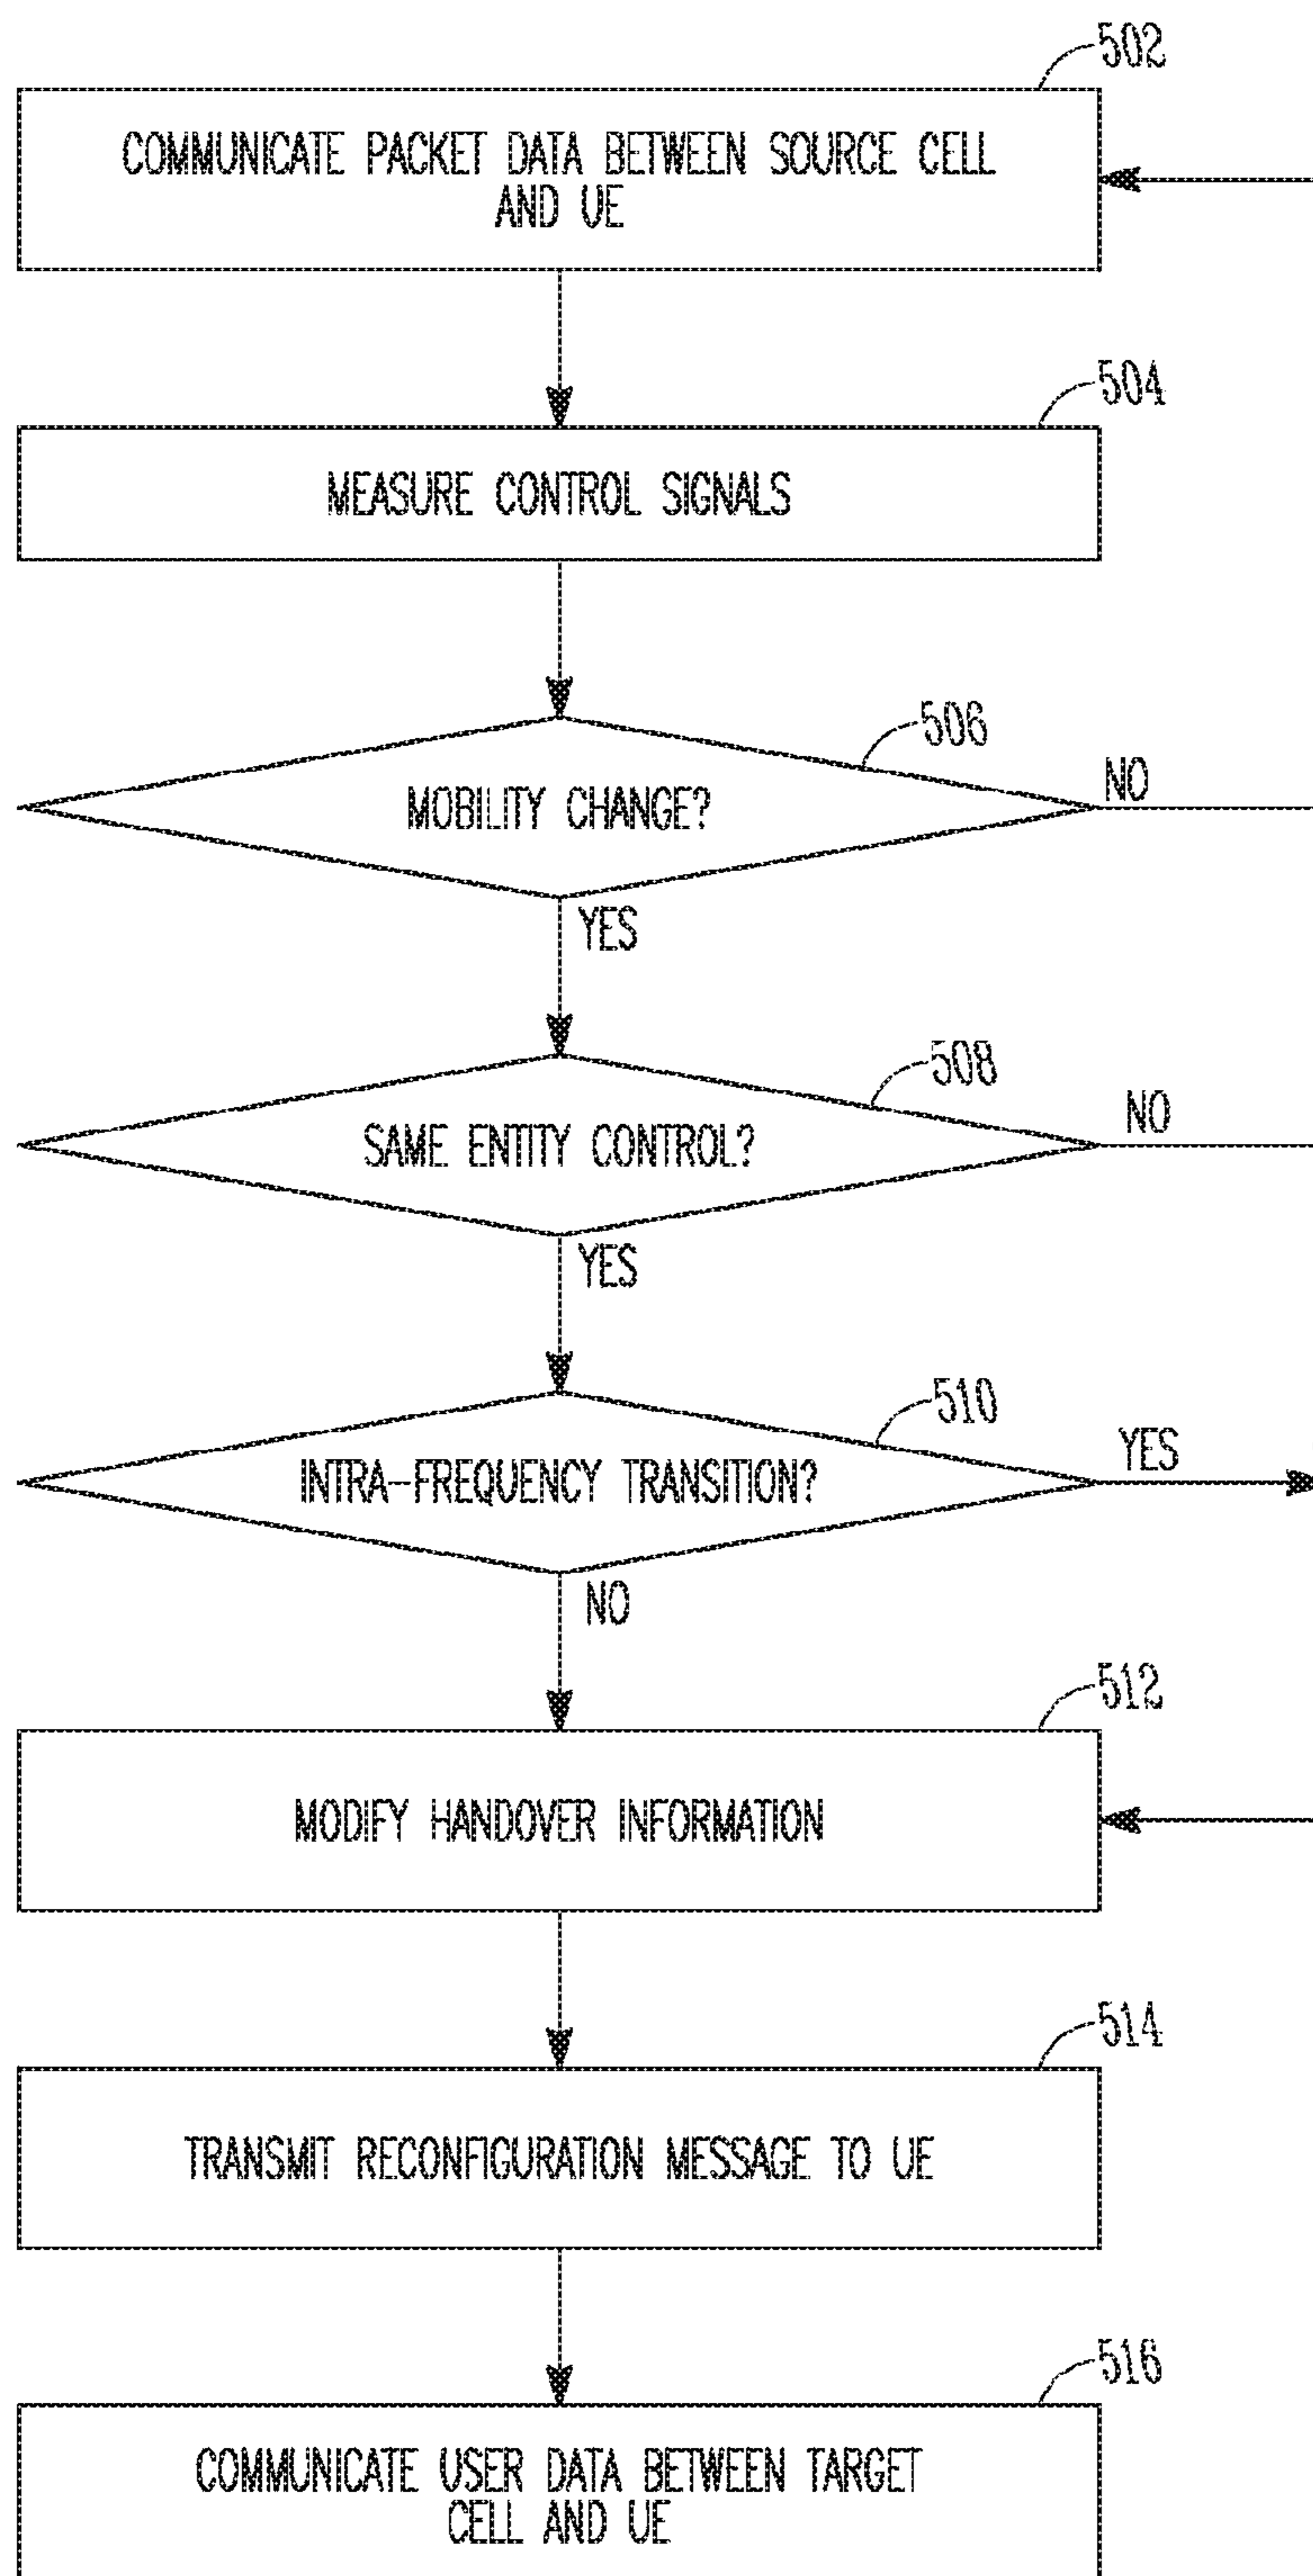 502
COMMUNICATE PACKET DATA BETWEEN SOURCE CELL
AND UE
504
MEASURE CONTROL SIGNALS
506
MOBILITY CHANGE?
NO
YES
508
SAME ENTITY CONTROL?
NO
YES
510
INTRA-FREQUENCY TRANSITION?
YES
NO
512
MODIFY HANDOVER INFORMATION
514
TRANSMIT RECONFIGURATION MESSAGE TO UE
516
COMMUNICATE USER DATA BETWEEN TARGET
CELL AND UE